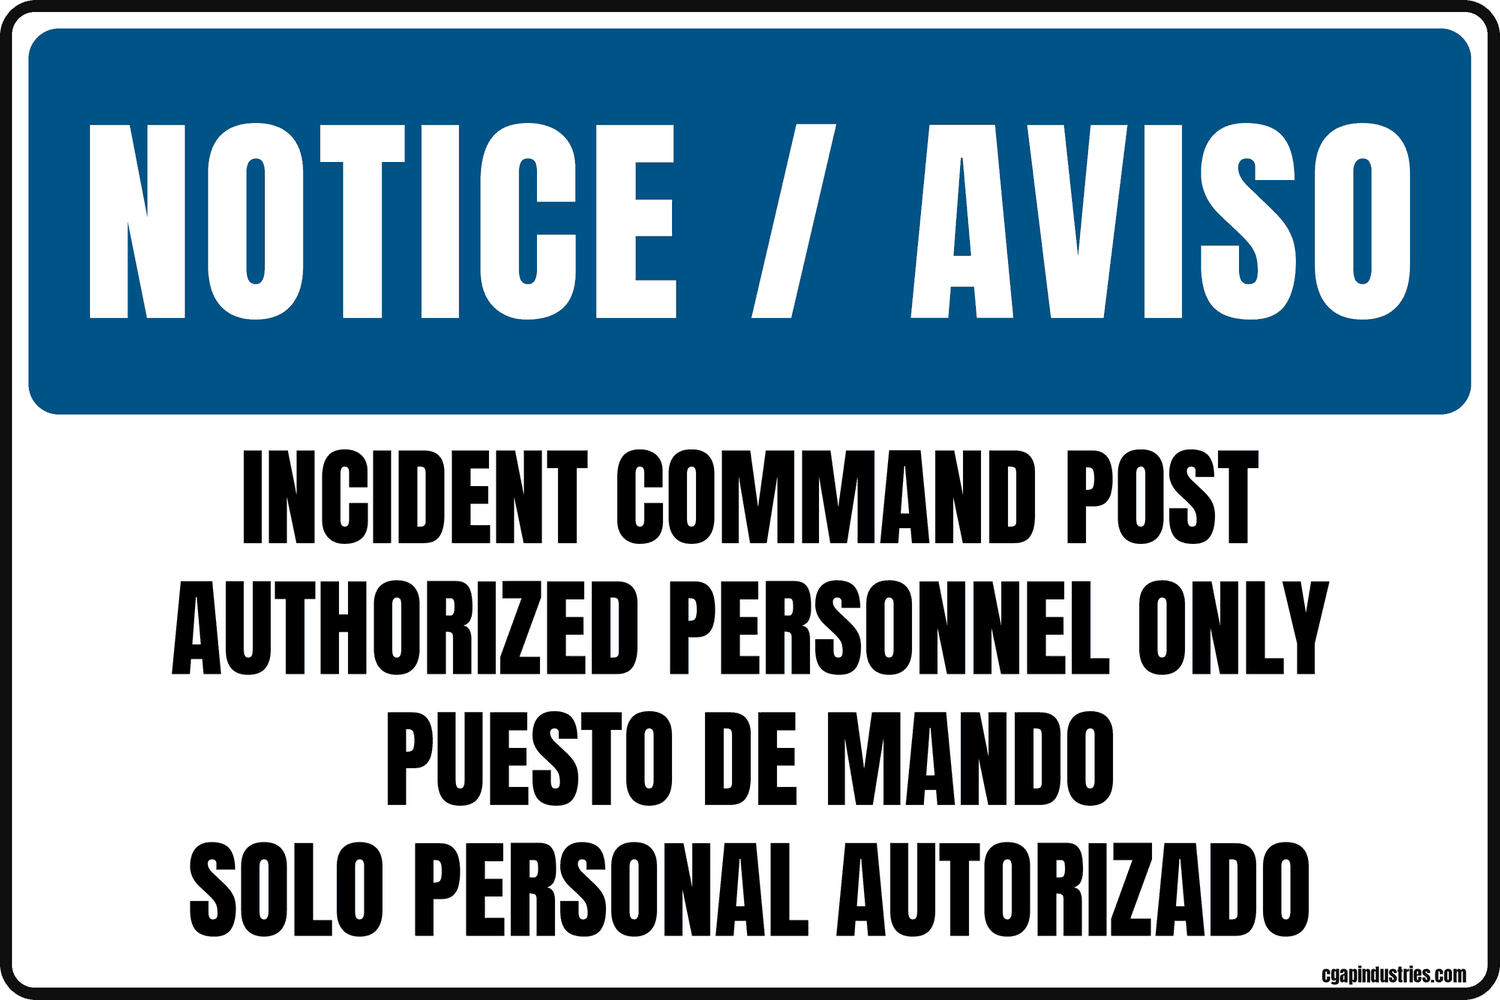 NOTICE / AVISO
INCIDENT COMMAND POST
AUTHORIZED PERSONNEL ONLY
PUESTO DE MANDO
SOLO PERSONAL AUTORIZADO
cgapindustries.com